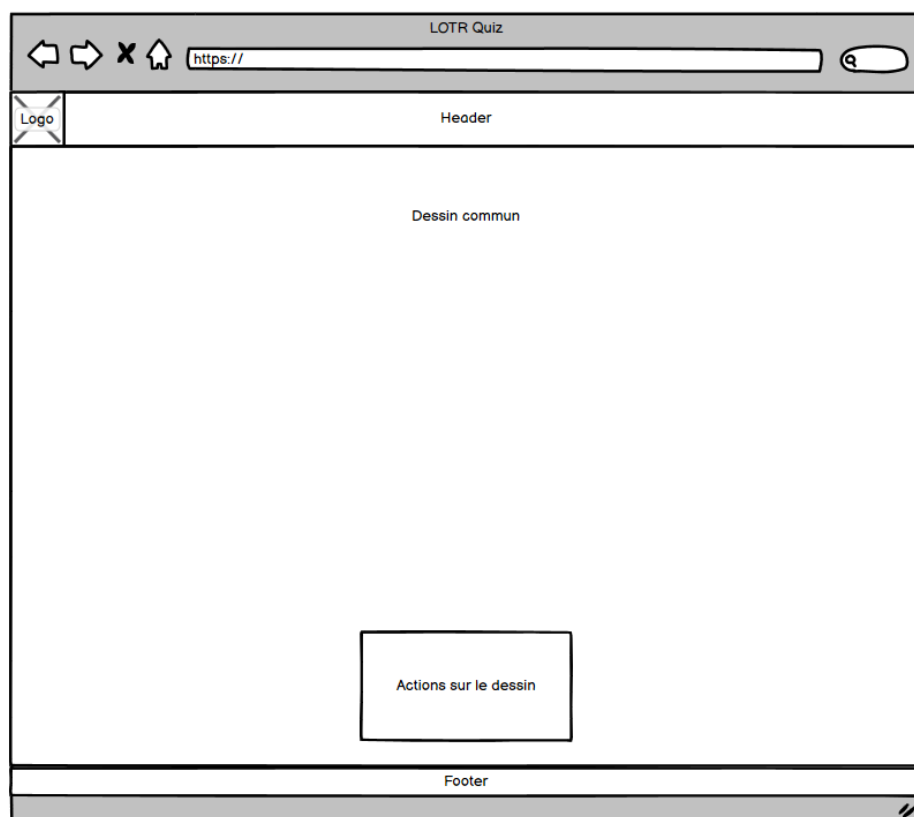 LOTR Quiz
https://
Logo
Header
Dessin commun
Actions sur le dessin
Footer